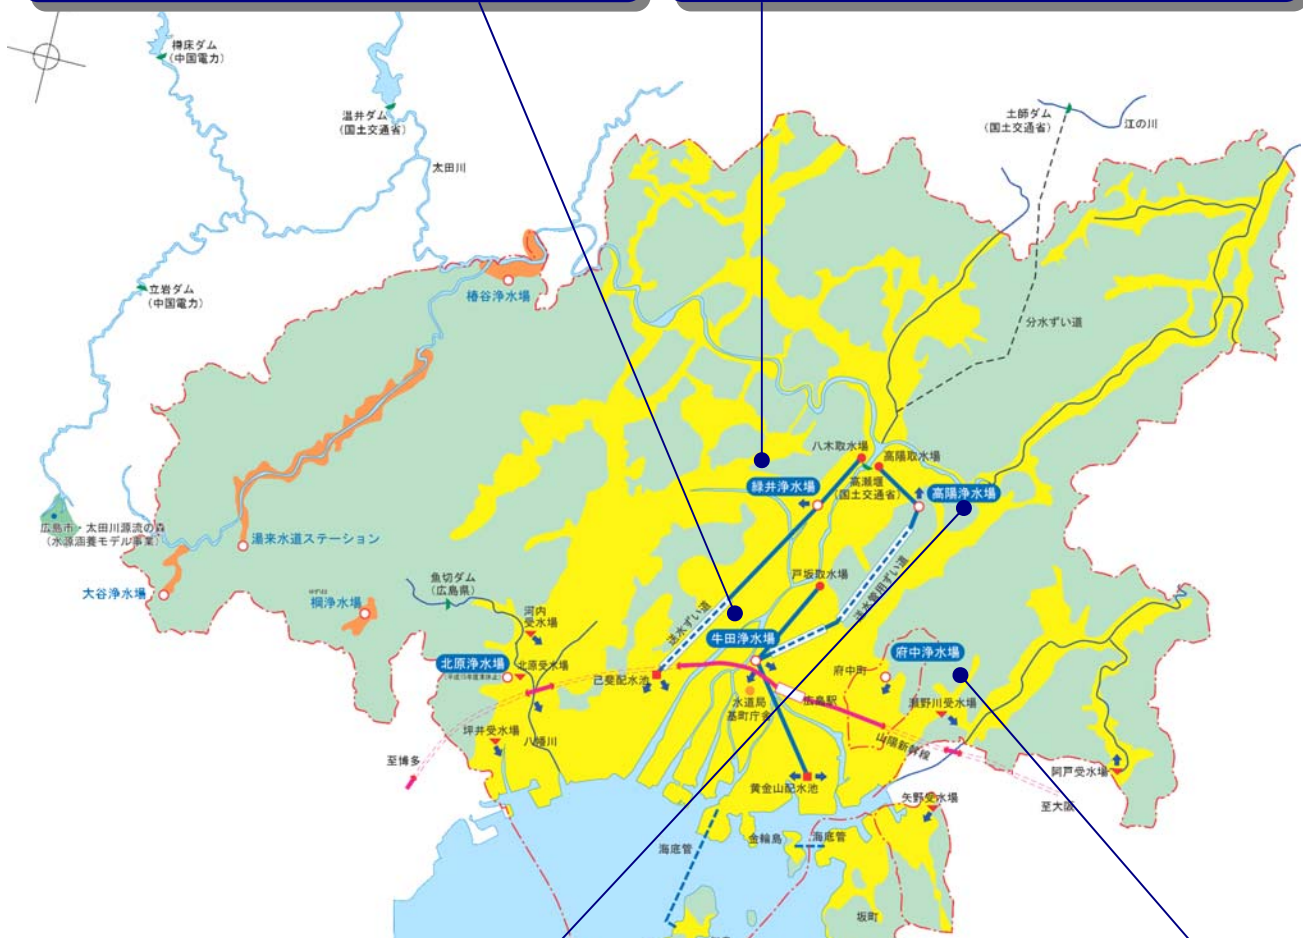 樽床ダム
(中国電力)
温井ダム
(国土交通省)
太田川
土師ダム
(国土交通省)
江の川
立岩ダム
(中国電力)
椿谷浄水場
分水ずい道
八木取水場
高陽取水場
高瀬堰
(国土交通省)
緑井浄水場
高陽浄水場
広島市・太田川源流の森
(水源涵養モデル事業)
湯来水道ステーション
大谷浄水場
魚切ダム
(広島県)
戸坂取水場
送水管用ずい道
送水ずい道
河内
受水場
牛田浄水場
府中浄水場
北原浄水場
北原受水場
己斐配水池
府中町
水道局
基町庁舎
広島駅
瀬野川受水場
坪井受水場
八幡川
山陽新幹線
至博多
阿戸受水場
黄金山配水池
矢野受水場
至大阪
海底管
金輪島
海底管
坂町